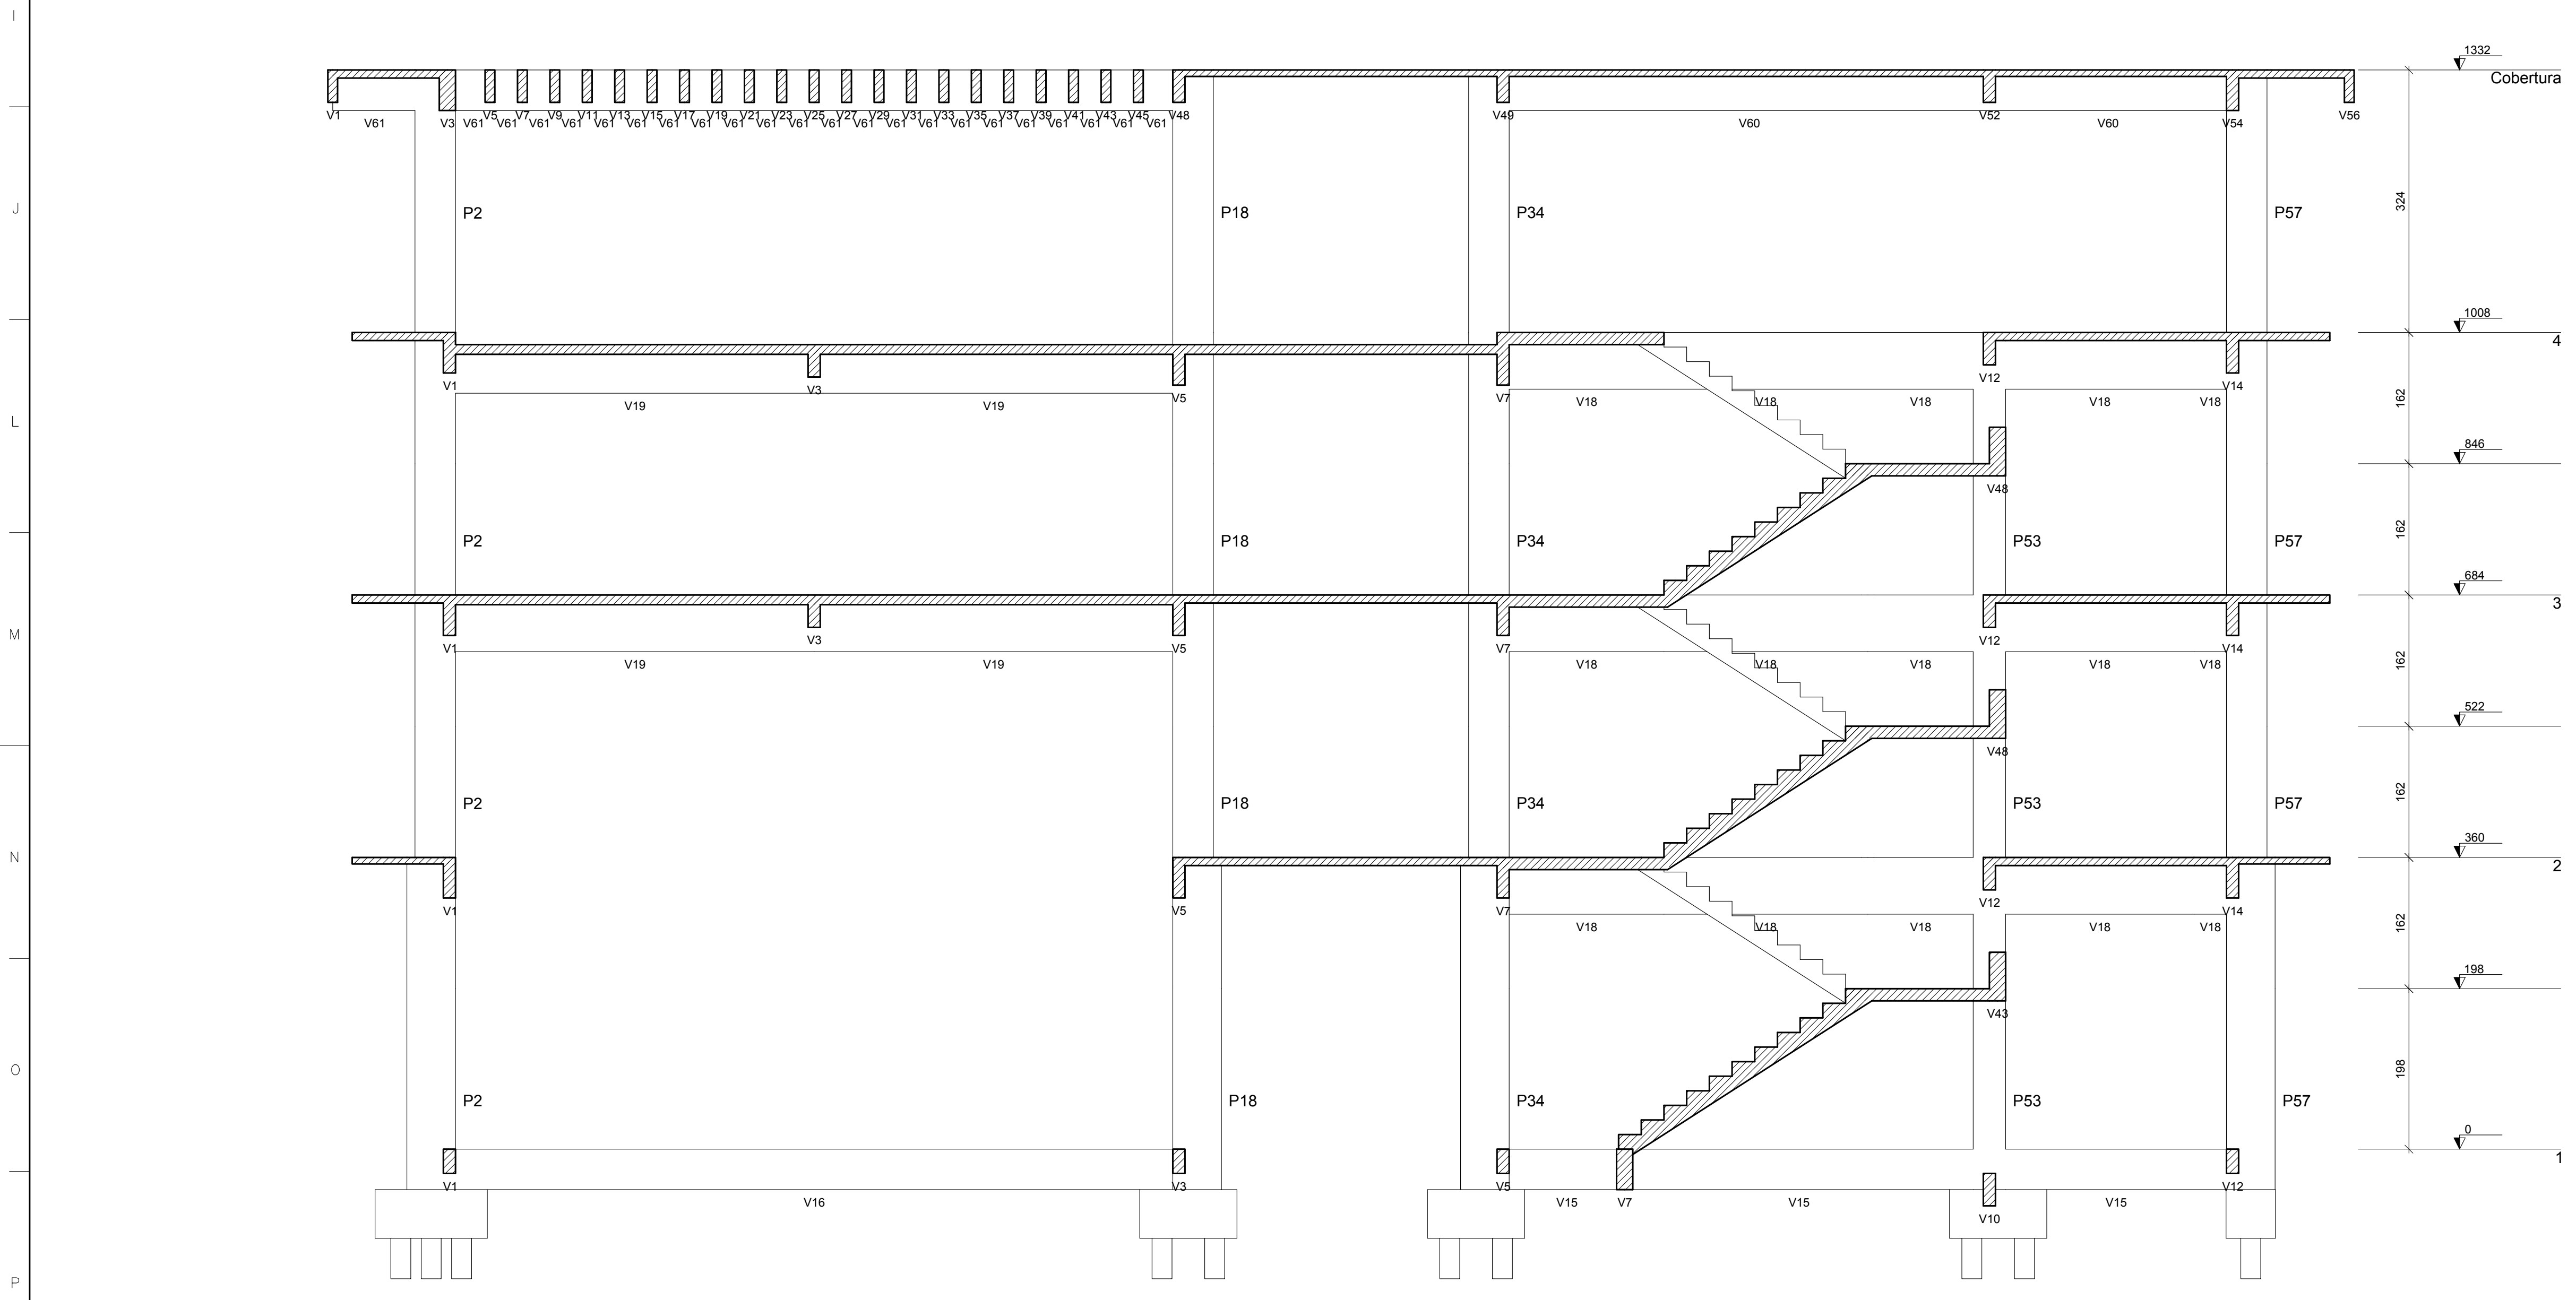 I
1332
Cobertura
V1 V3 V5 V7 V9 V11 V13 V15 V17 V19 V21 V23 V25 V27 V29 V31 V33 V35 V37 V39 V41 V43 V45 V48 V49 V52 V54 V56
V61 V61 V61 V61 V61 V61 V61 V61 V61 V61 V61 V61 V61 V61 V61 V61 V61 V61 V61 V61 V61 V61 V60 V60
J P2 P18 P34 P57 324
1008
4
V1 V3 V5 V7 V12 V14
V19 V19 V18 V18 V18 V18 V18 162
L
846
V48
P2 P18 P34 P53 P57 162
684
3
M V1 V3 V5 V7 V12 V14
V19 V19 V18 V18 V18 V18 V18 162
522
V48
P2 P18 P34 P53 P57 162
360
N
2
V1 V5 V7 V12 V14
V18 V18 V18 V18 V18 162
198
V43
O 198
P2 P18 P34 P53 P57
0
1
V1 V3 V5 V12
V16 V15 V7 V15 V15
V10
P